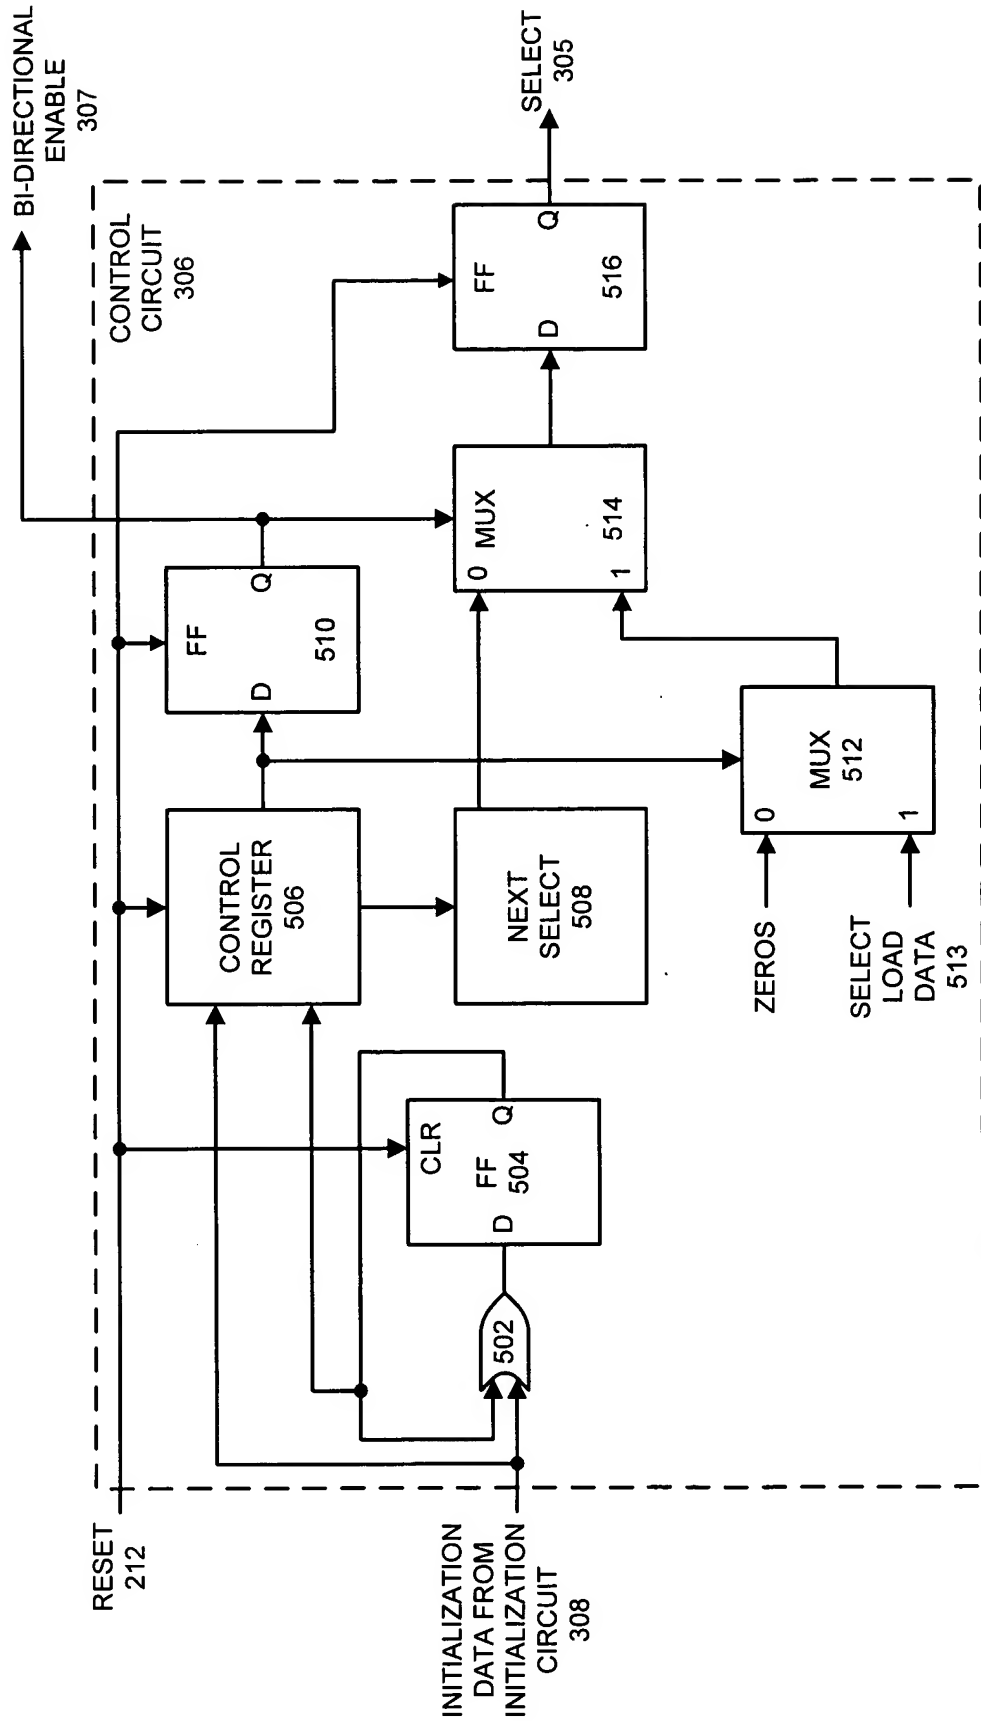 RESET
212
INITIALIZATION
DATA FROM
INITIALIZATION
CIRCUIT
308
CONTROL
CIRCUIT
306
BI-DIRECTIONAL
ENABLE
307
502
CLR
D
FF
504
Q
CONTROL
REGISTER
506
NEXT
SELECT
508
FF
D
Q
510
ZEROS
SELECT
LOAD
DATA
513
0
1
MUX
512
0
MUX
1
514
FF
D
Q
516
SELECT
305